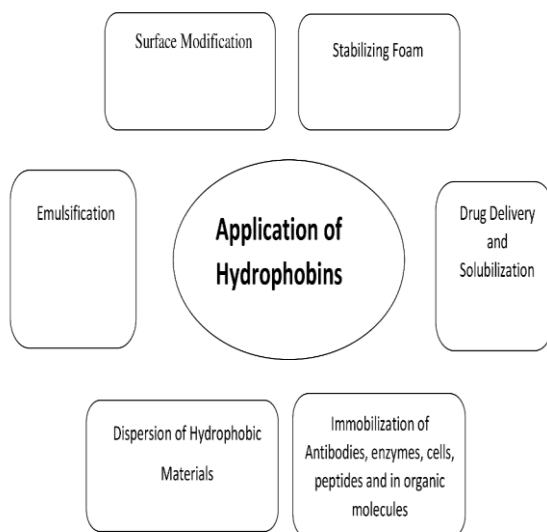 Surface Modification
Stabilizing Foam
Emulsification
Application of
Hydrophobins
Drug Delivery
and
Solubilization
Dispersion of Hydrophobic
Materials
Immobilization of
Antibodies, enzymes, cells,
peptides and in organic
molecules